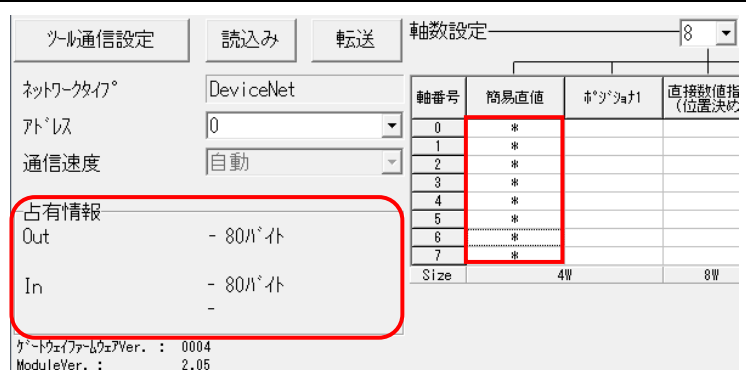 ﾂｰﾙ通信設定
読込み
転送
ﾈｯﾄﾜｰｸﾀｲﾌﾟ
DeviceNet
ｱﾄﾞﾚｽ
0
通信速度
自動
占有情報
Out
- 80ﾊﾞｲﾄ
In
- 80ﾊﾞｲﾄ
-
ｹﾞｰﾄｳｪｲﾌｧｰﾑｳｪｱVer. : 0004
ModuleVer. : 2.05
軸数設定
8
軸番号 簡易直値 ﾎﾟｼﾞｼｮﾅ1 直接数値指
(位置決め
0 *
1 *
2 *
3 *
4 *
5 *
6 *
7 *
Size 4W 8W